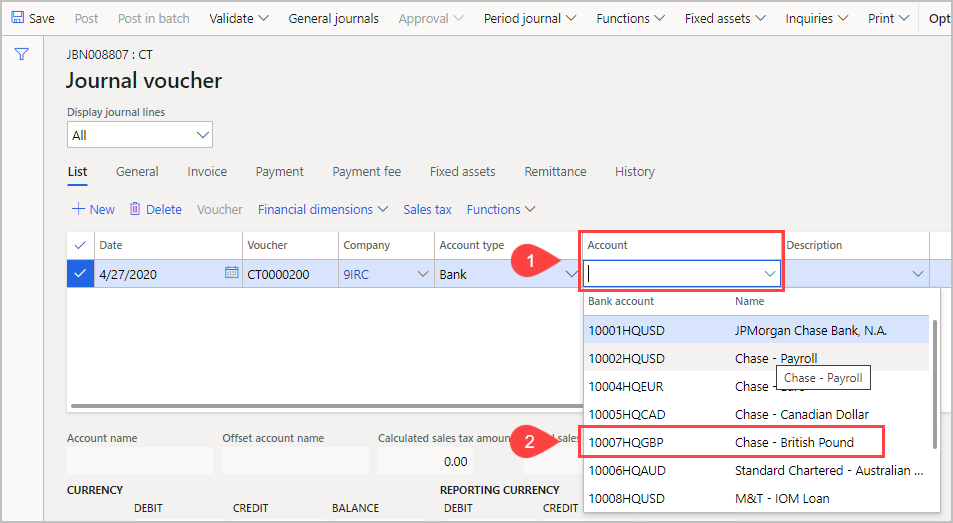 Save Post Post in batch Validate General journals Approval Period journal Functions Fixed assets Inquiries Print Opt
JBN008807 : CT
Journal voucher
Display journal lines
All
List General Invoice Payment Payment fee Fixed assets Remittance History
New Delete Voucher Financial dimensions Sales tax Functions
Date Voucher Company Account type Account Description
4/27/2020 CT0000200 9IRC Bank
1
Bank account Name
10001HQUSD JPMorgan Chase Bank, N.A.
10002HQUSD Chase - Payroll
Chase - Payroll
10004HQEUR Chase -
10005HQCAD Chase - Canadian Dollar
2
10007HQGBP Chase - British Pound
10006HQAUD Standard Chartered - Australian ...
10008HQUSD M&T - IOM Loan
Account name Offset account name Calculated sales tax amount sales
0.00
CURRENCY REPORTING CURRENCY
DEBIT CREDIT BALANCE DEBIT CREDIT